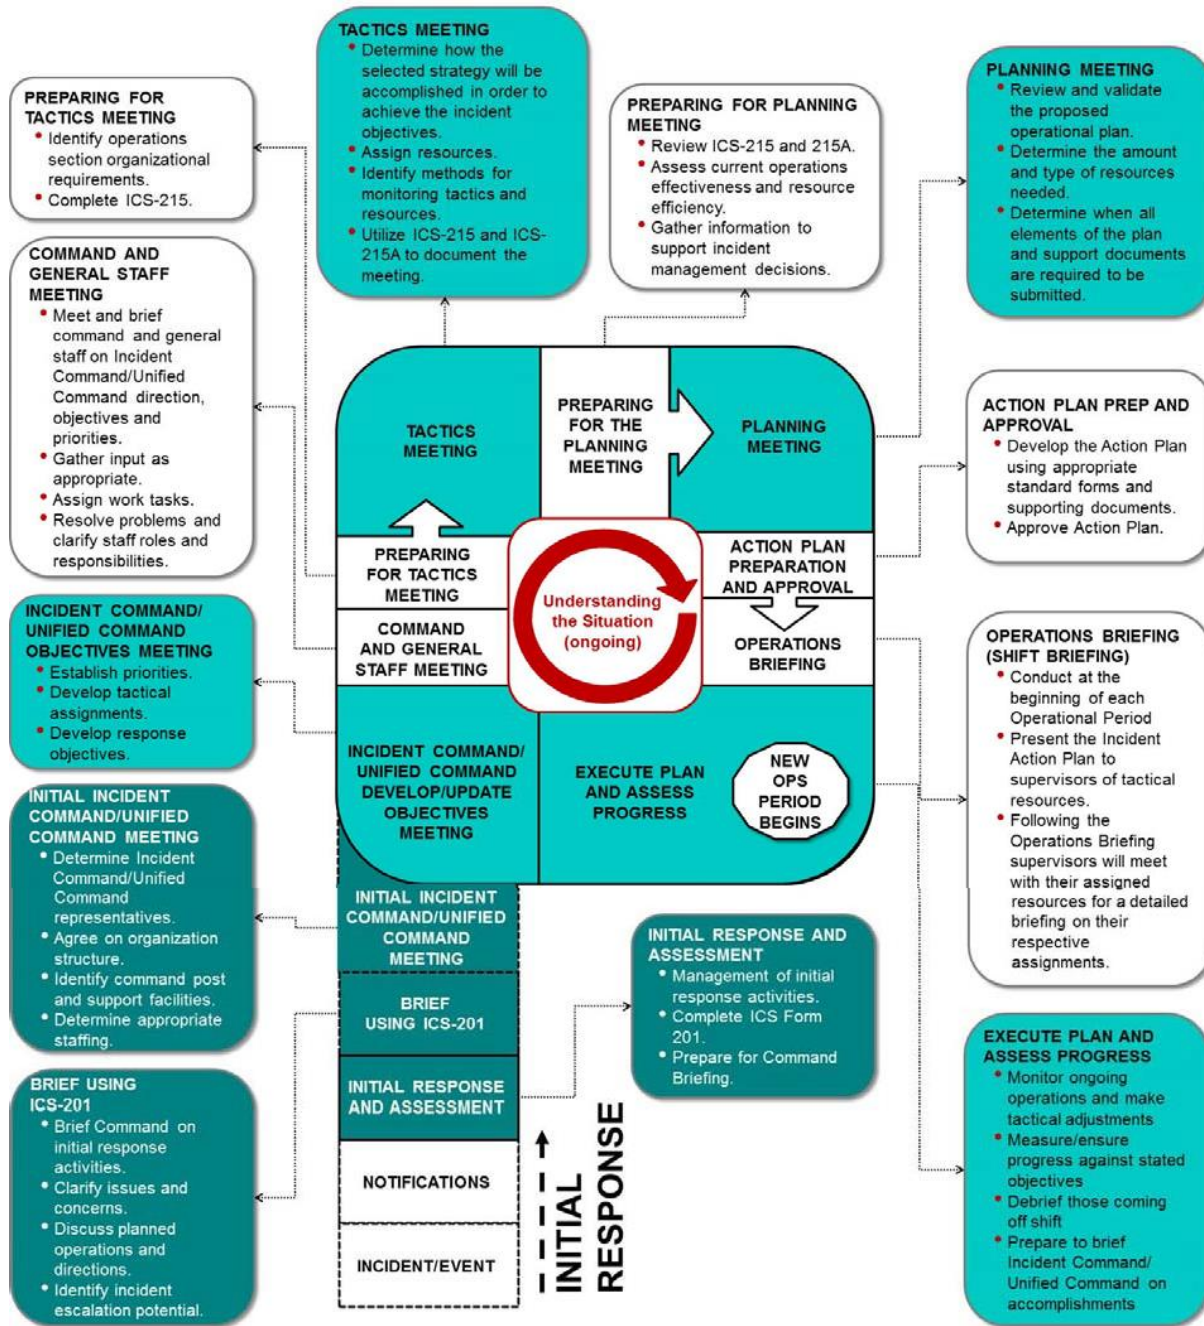 TACTICS MEETING
• Determine how the
selected strategy will be
accomplished in order to
achieve the incident
objectives.
• Assign resources.
• Identify methods for
monitoring tactics and
resources.
• Utilize ICS-215 and ICS-
215A to document the
meeting.
PREPARING FOR
TACTICS MEETING
• Identify operations
section organizational
requirements.
• Complete ICS-215.
PREPARING FOR PLANNING
MEETING
• Review ICS-215 and 215A.
• Assess current operations
effectiveness and resource
efficiency.
• Gather information to
support incident
management decisions.
PLANNING MEETING
• Review and validate
the proposed
operational plan.
• Determine the amount
and type of resources
needed.
• Determine when all
elements of the plan
and support documents
are required to be
submitted.
COMMAND AND
GENERAL STAFF
MEETING
• Meet and brief
command and general
staff on Incident
Command/Unified
Command direction,
objectives and
priorities.
• Gather input as
appropriate.
• Assign work tasks.
• Resolve problems and
clarify staff roles and
responsibilities.
INCIDENT COMMAND/
UNIFIED COMMAND
OBJECTIVES MEETING
• Establish priorities.
• Develop tactical
assignments.
• Develop response
objectives.
INITIAL INCIDENT
COMMAND/UNIFIED
COMMAND MEETING
• Determine Incident
Command/Unified
Command
representatives.
• Agree on organization
structure.
• Identify command post
and support facilities.
• Determine appropriate
staffing.
BRIEF USING
ICS-201
• Brief Command on
initial response
activities.
• Clarify issues and
concerns.
• Discuss planned
operations and
directions.
• Identify incident
escalation potential.
TACTICS
MEETING
PREPARING
FOR THE
PLANNING
MEETING
PLANNING
MEETING
PREPARING
FOR TACTICS
MEETING
COMMAND
AND GENERAL
STAFF MEETING
Understanding
the Situation
(ongoing)
ACTION PLAN
PREPARATION
AND APPROVAL
OPERATIONS
BRIEFING
INCIDENT COMMAND/
UNIFIED COMMAND
DEVELOP/UPDATE
OBJECTIVES
MEETING
EXECUTE PLAN
AND ASSESS
PROGRESS
NEW
OPS
PERIOD
BEGINS
INITIAL INCIDENT
COMMAND/UNIFIED
COMMAND
MEETING
BRIEF
USING ICS-201
INITIAL RESPONSE
AND ASSESSMENT
NOTIFICATIONS
INCIDENT/EVENT
INITIAL
RESPONSE
INITIAL RESPONSE AND
ASSESSMENT
• Management of initial
response activities.
• Complete ICS Form
201.
• Prepare for Command
Briefing.
ACTION PLAN PREP AND
APPROVAL
• Develop the Action Plan
using appropriate
standard forms and
supporting documents.
• Approve Action Plan.
OPERATIONS BRIEFING
(SHIFT BRIEFING)
• Conduct at the
beginning of each
Operational Period
• Present the Incident
Action Plan to
supervisors of tactical
resources.
• Following the
Operations Briefing
supervisors will meet
with their assigned
resources for a detailed
briefing on their
respective
assignments.
EXECUTE PLAN AND
ASSESS PROGRESS
• Monitor ongoing
operations and make
tactical adjustments
• Measure/ensure
progress against stated
objectives
• Debrief those coming
off shift
• Prepare to brief
Incident Command/
Unified Command on
accomplishments